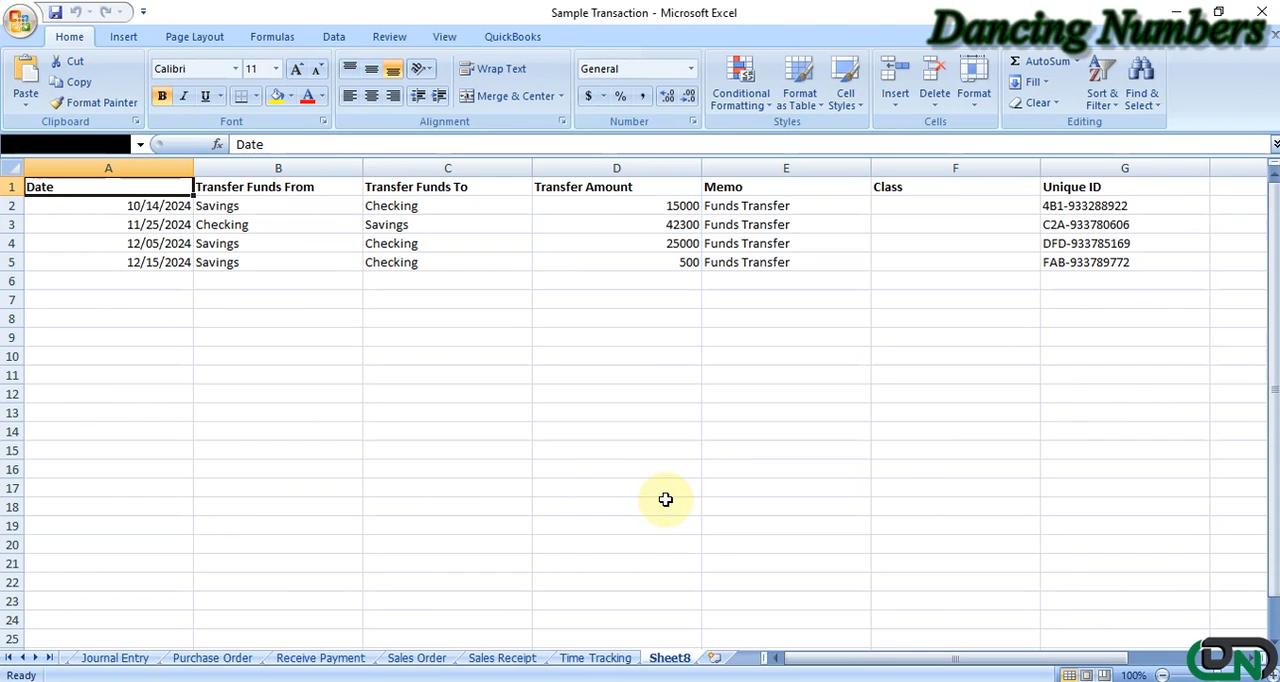 Sample Transaction - Microsoft Excel
Dancing Numbers
Home Insert Page Layout Formulas Data Review View QuickBooks
Paste
Cut
Copy
Format Painter
Clipboard
Calibri 11 A A
B I U A
Font
Wrap Text
Merge & Center
Alignment
General
$ % ,
Number
Conditional Formatting
Format as Table
Cell Styles
Styles
Insert Delete Format
Cells
Σ AutoSum
Fill
Clear
Sort & Filter
Find & Select
Editing
fx Date
A B C D E F G
1 Date Transfer Funds From Transfer Funds To Transfer Amount Memo Class Unique ID
2 10/14/2024 Savings Checking 15000 Funds Transfer 4B1-933288922
3 11/25/2024 Checking Savings 42300 Funds Transfer C2A-933780606
4 12/05/2024 Savings Checking 25000 Funds Transfer DFD-933785169
5 12/15/2024 Savings Checking 500 Funds Transfer FAB-933789772
6
7
8
9
10
11
12
13
14
15
16
17
18
19
20
21
22
23
24
25
Journal Entry Purchase Order Receive Payment Sales Order Sales Receipt Time Tracking Sheet8
Ready 100%
DN